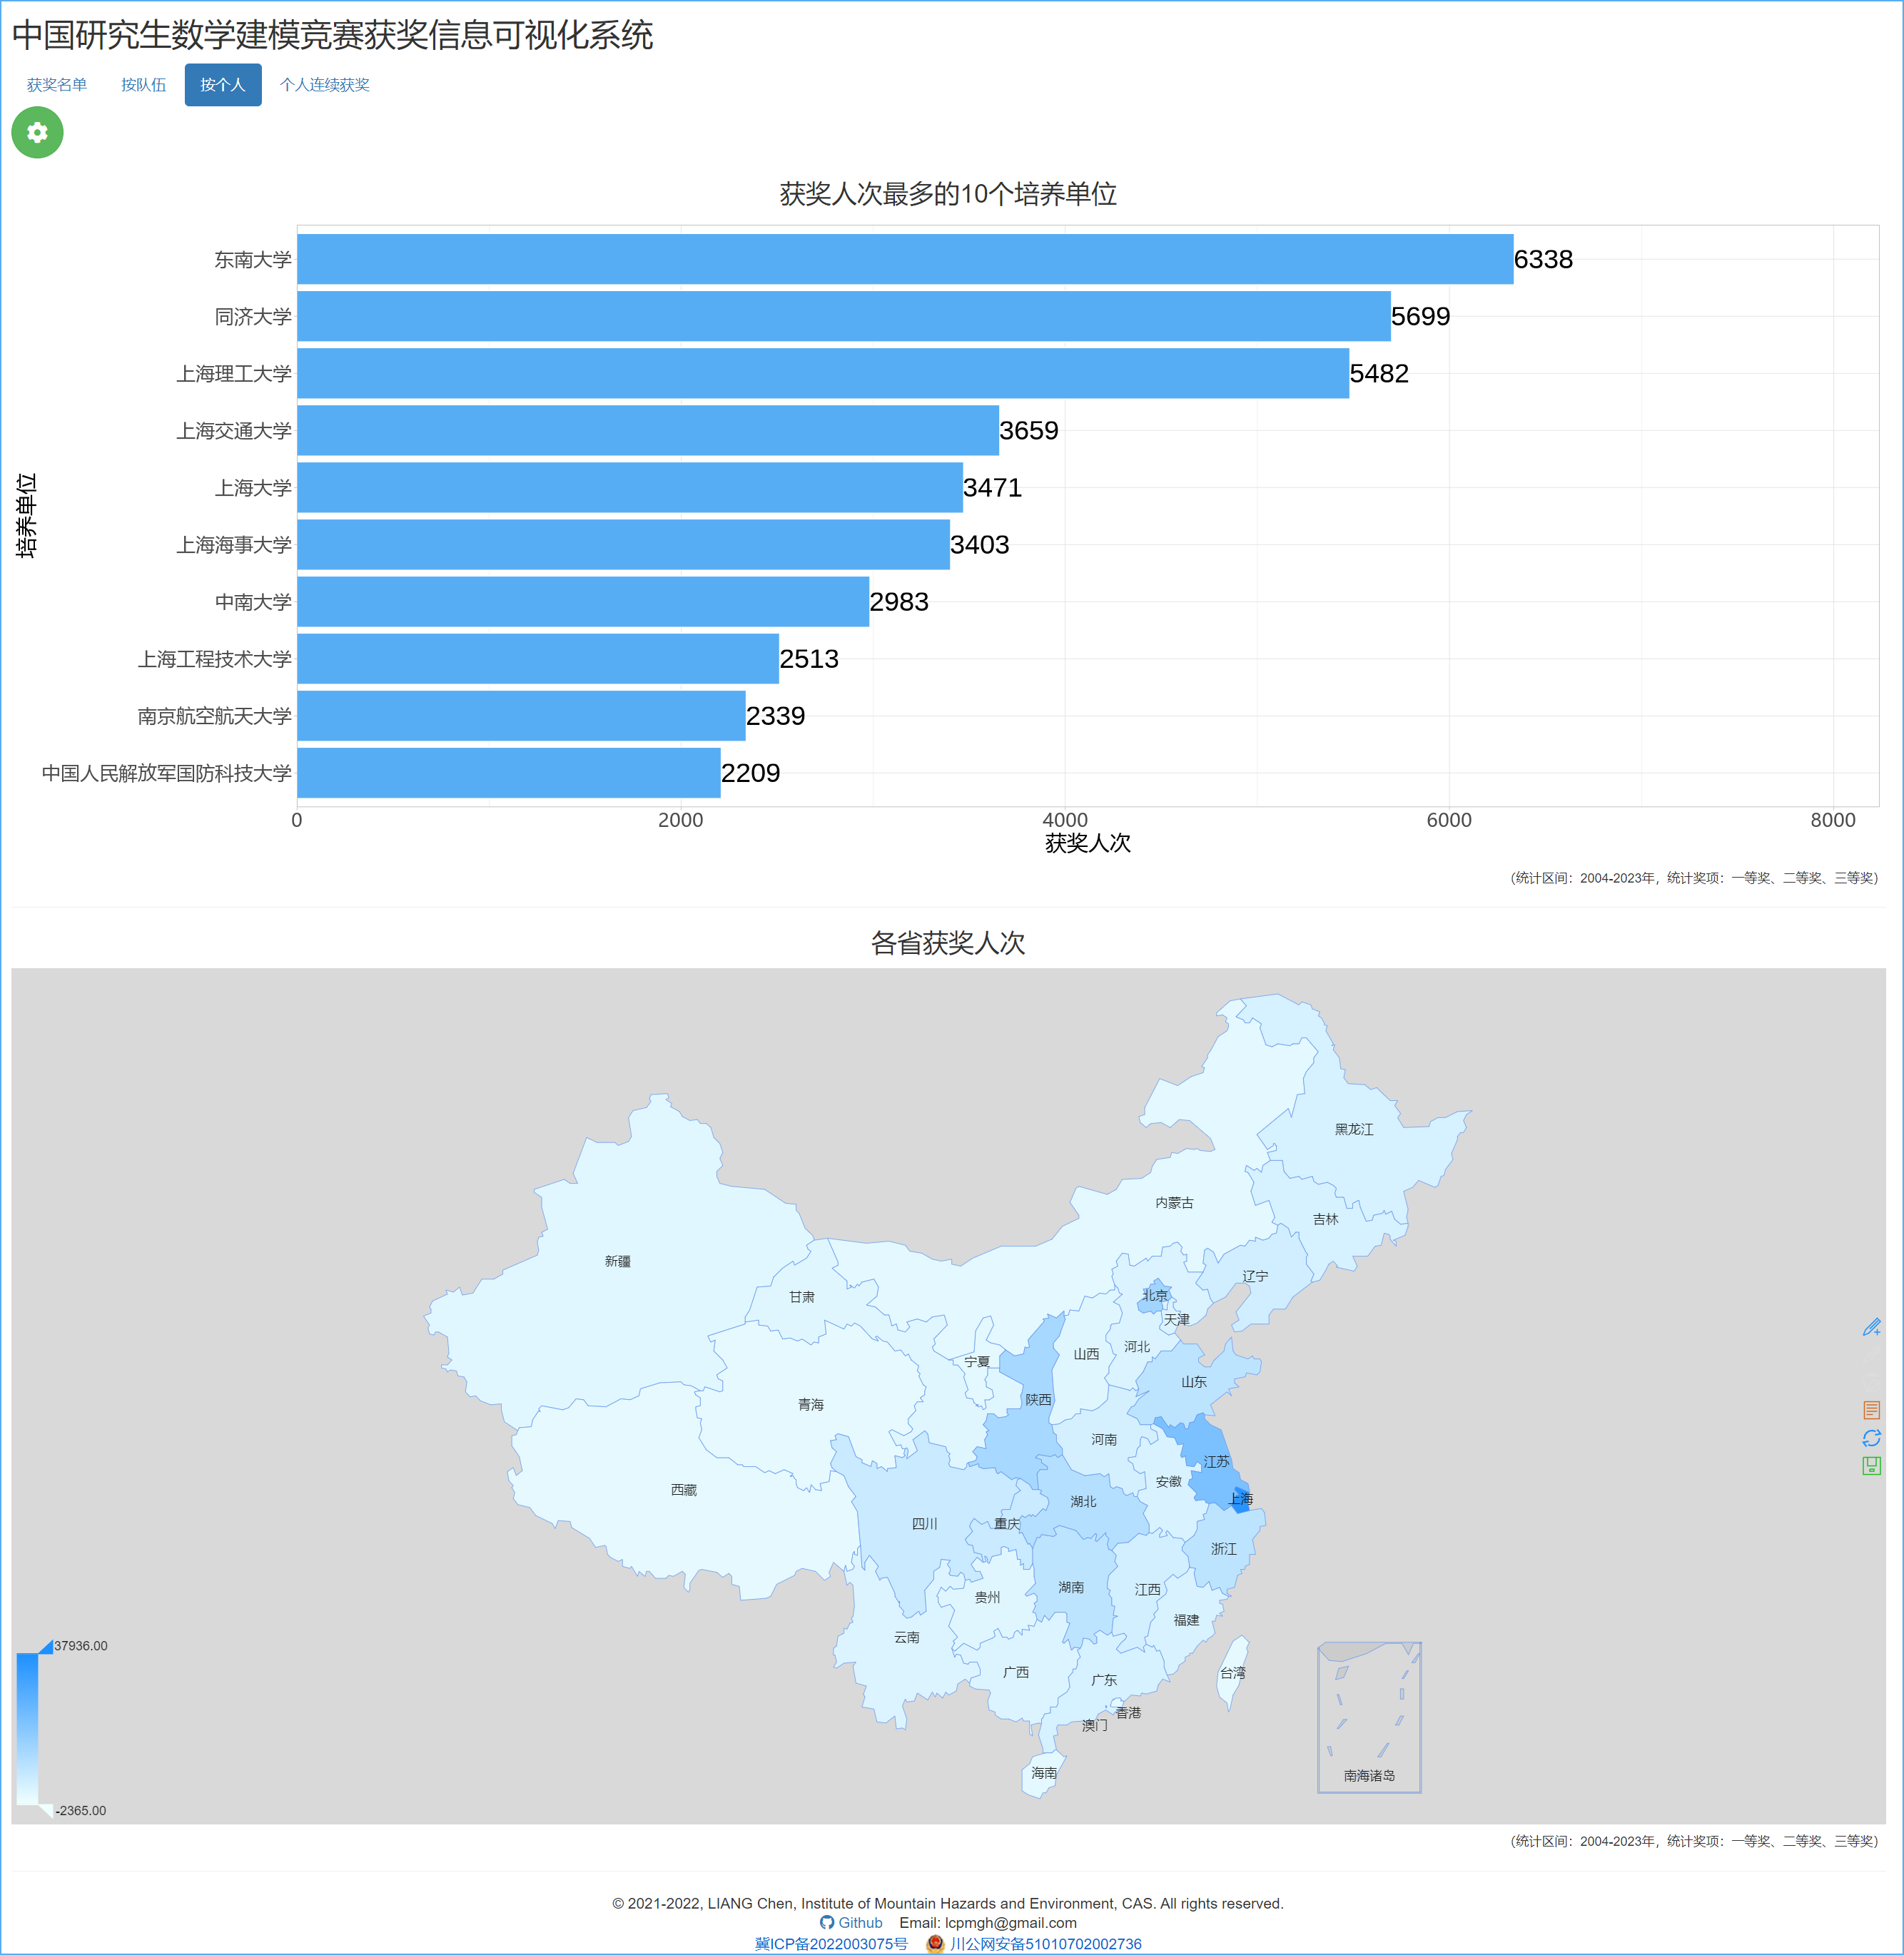 中国研究生数学建模竞赛获奖信息可视化系统
获奖名单 按队伍 按个人 个人连续获奖
获奖人次最多的10个培养单位
培养单位
东南大学 6338
同济大学 5699
上海理工大学 5482
上海交通大学 3659
上海大学 3471
上海海事大学 3403
中南大学 2983
上海工程技术大学 2513
南京航空航天大学 2339
中国人民解放军国防科技大学 2209
0 2000 4000 6000 8000
获奖人次
(统计区间：2004-2023年，统计奖项：一等奖、二等奖、三等奖)
各省获奖人次
黑龙江
内蒙古
吉林
新疆
辽宁
甘肃
北京
天津
河北
山西
宁夏
山东
陕西
青海
河南
江苏
安徽
西藏
上海
湖北
四川
重庆
浙江
湖南
江西
贵州
福建
云南
广西
台湾
广东
香港
澳门
海南
南海诸岛
37936.00
-2365.00
(统计区间：2004-2023年，统计奖项：一等奖、二等奖、三等奖)
© 2021-2022, LIANG Chen, Institute of Mountain Hazards and Environment, CAS. All rights reserved.
Github Email: lcpmgh@gmail.com
冀ICP备2022003075号 川公网安备51010702002736